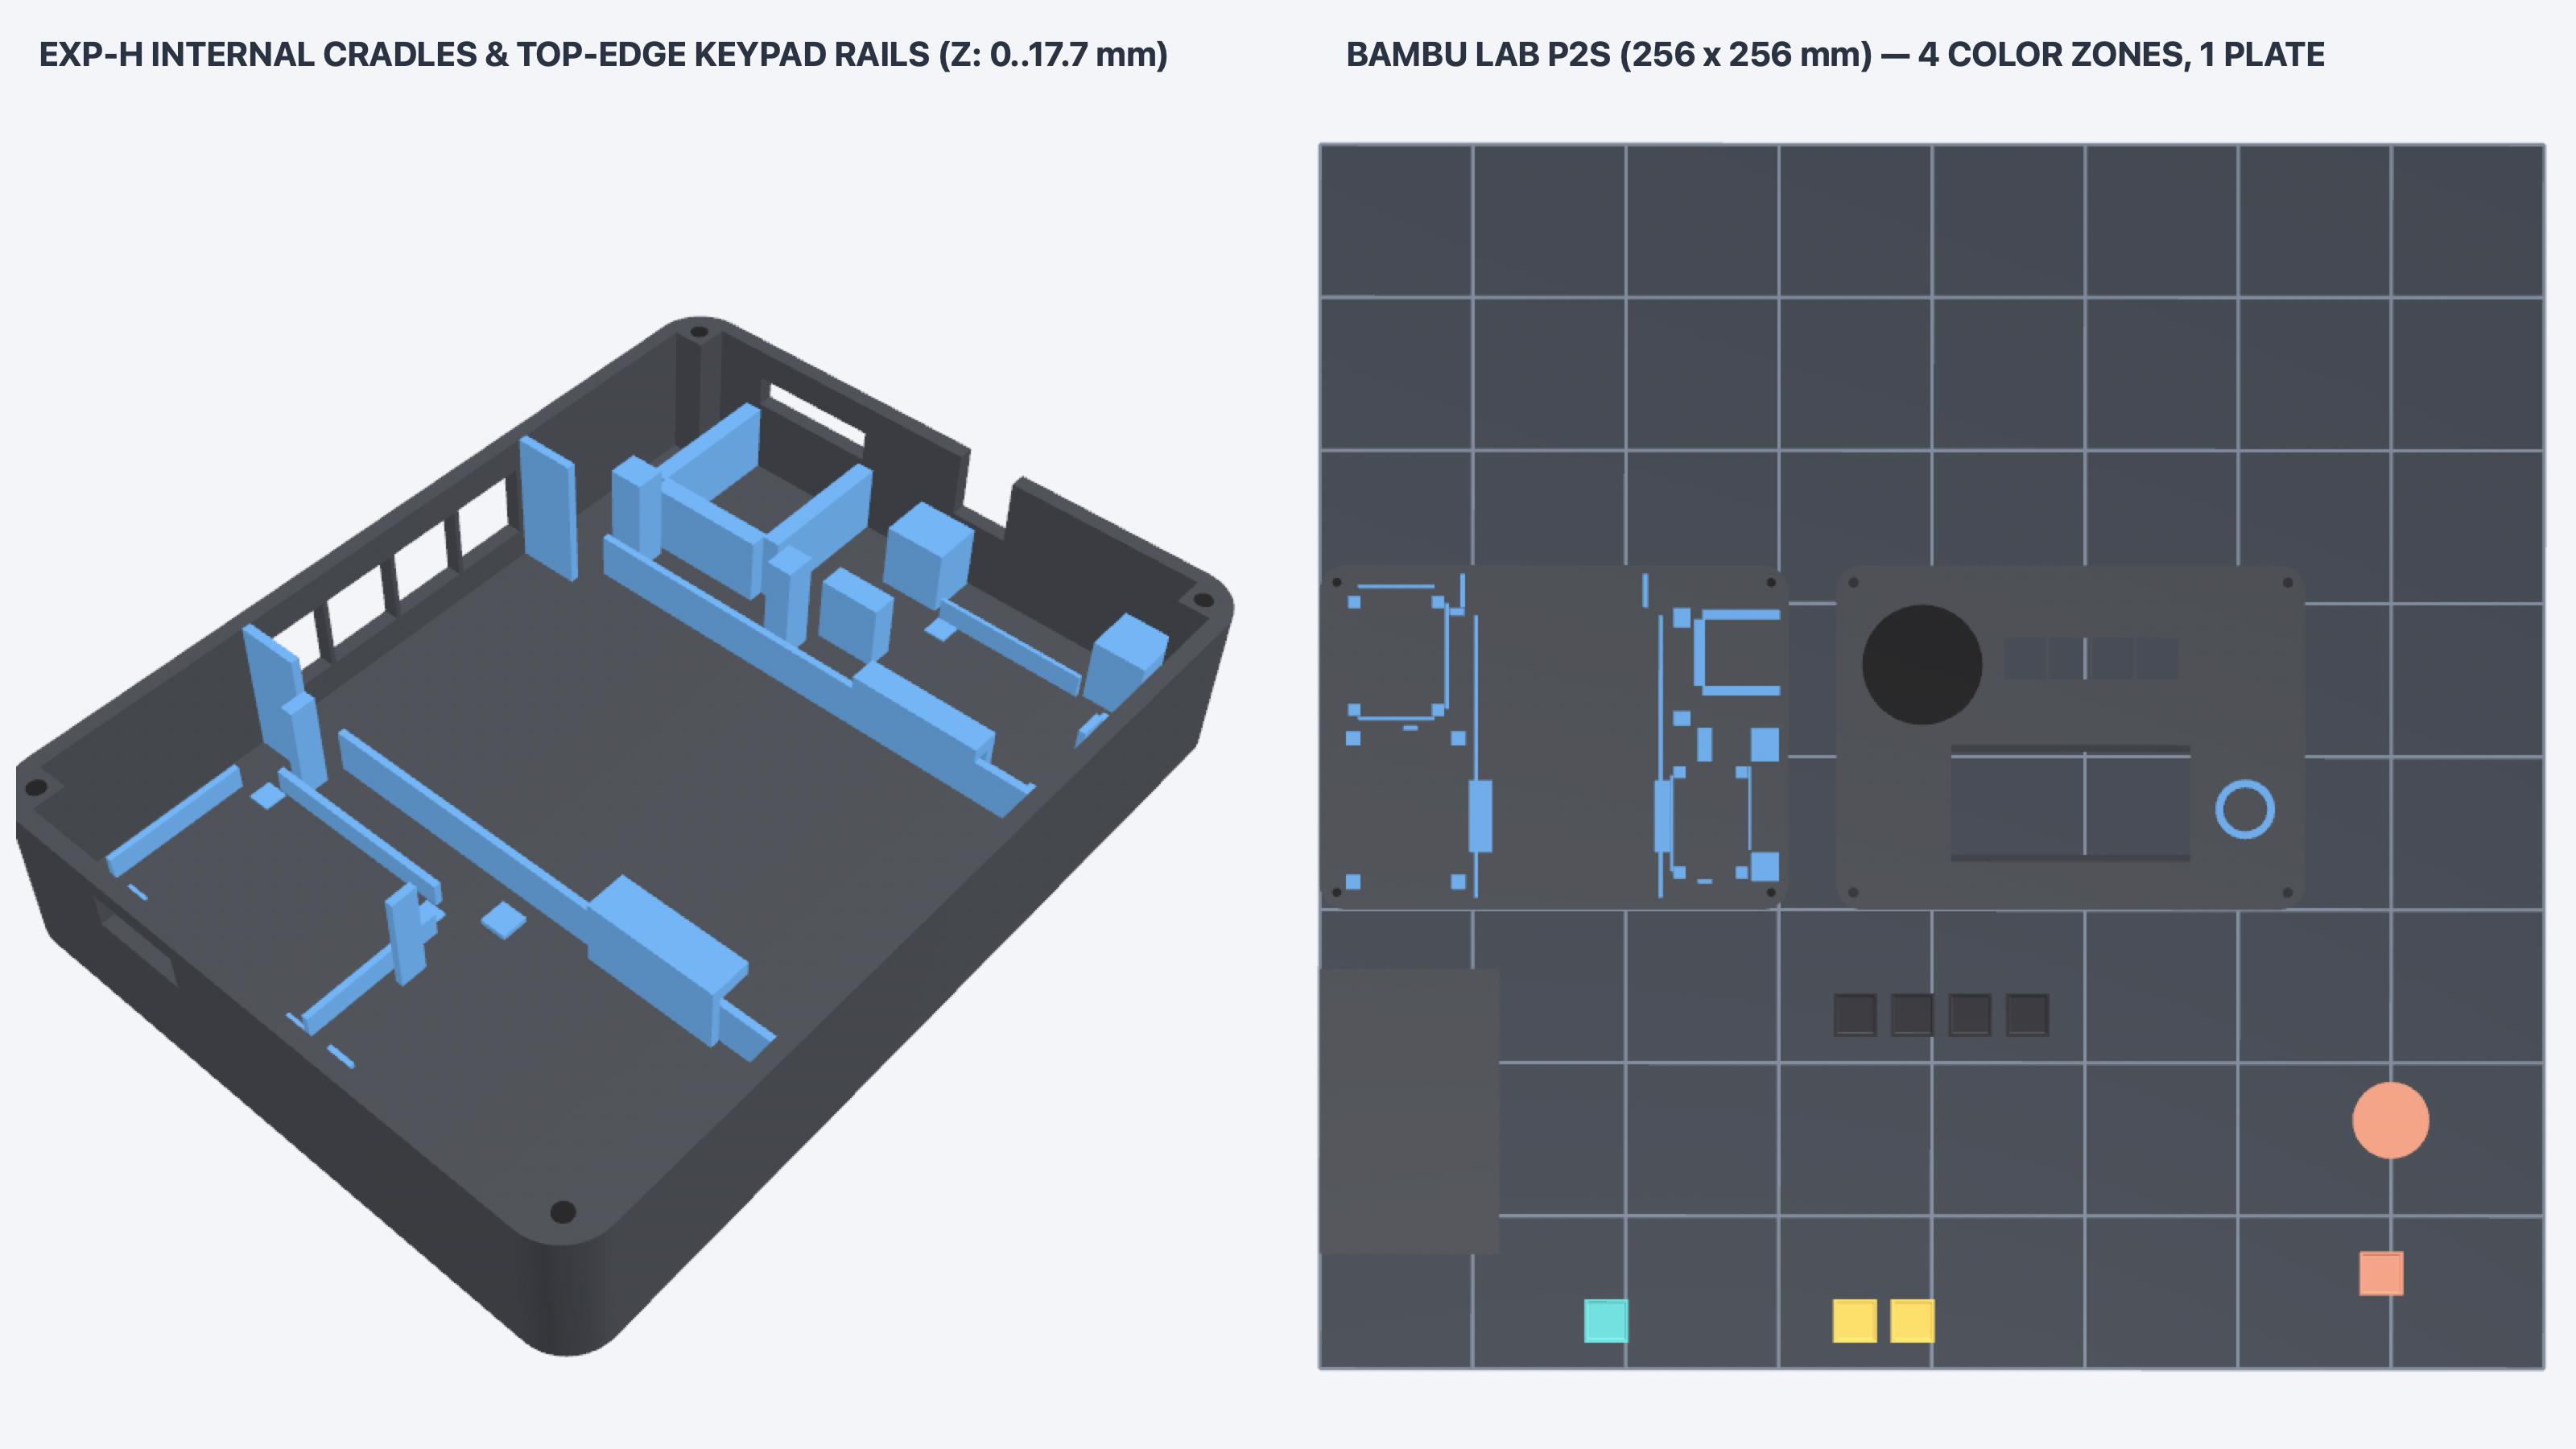 EXP-H INTERNAL CRADLES & TOP-EDGE KEYPAD RAILS (Z: 0..17.7 mm)
BAMBU LAB P2S (256 x 256 mm) — 4 COLOR ZONES, 1 PLATE